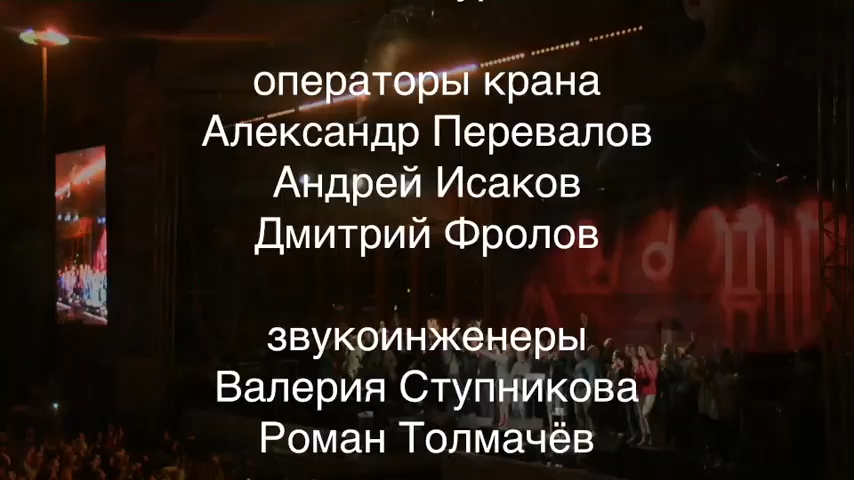 операторы крана
Александр Перевалов
Андрей Исаков
Дмитрий Фролов
звукоинженеры
Валерия Ступникова
Роман Толмачёв